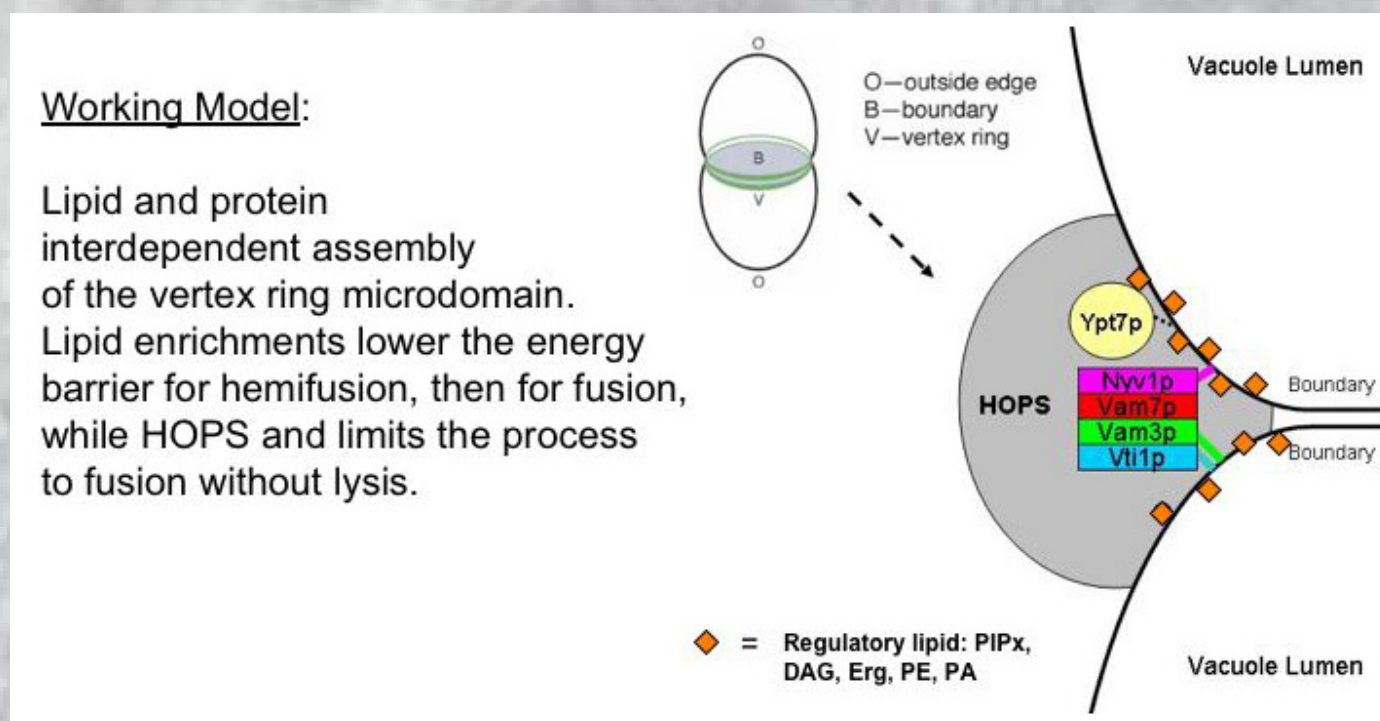 Working Model:
Lipid and protein
interdependent assembly
of the vertex ring microdomain.
Lipid enrichments lower the energy
barrier for hemifusion, then for fusion,
while HOPS and limits the process
to fusion without lysis.
O
B
V
O
O—outside edge
B—boundary
V—vertex ring
Vacuole Lumen
Ypt7p
HOPS
Nyv1p
Vam7p
Vam3p
Vti1p
Boundary
Boundary
= Regulatory lipid: PIPx,
DAG, Erg, PE, PA
Vacuole Lumen